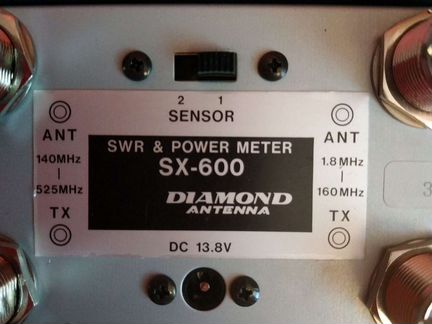 2 1
SENSOR
ANT
140MHz
|
525MHz
TX
SWR & POWER METER
SX-600
DIAMOND
ANTENNA
ANT
1.8MHz
|
160MHz
TX
DC 13.8V
3